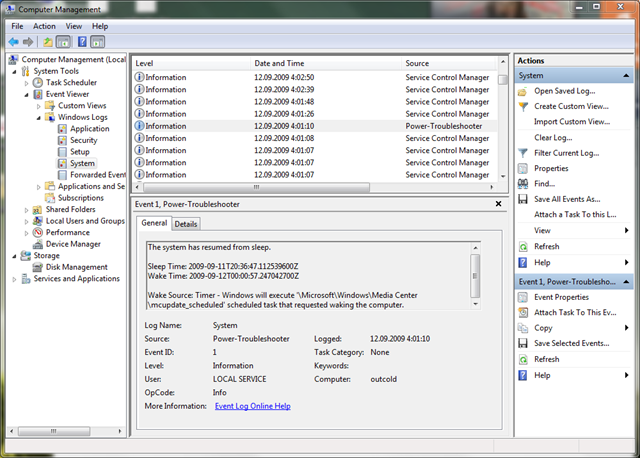 Computer Management
File Action View Help
Computer Management (Local
System Tools
Task Scheduler
Event Viewer
Custom Views
Windows Logs
Application
Security
Setup
System
Forwarded Event
Applications and Se
Subscriptions
Shared Folders
Local Users and Groups
Performance
Device Manager
Storage
Disk Management
Services and Applications
Level Date and Time Source
Information 12.09.2009 4:02:50 Service Control Manager
Information 12.09.2009 4:02:39 Service Control Manager
Information 12.09.2009 4:01:48 Service Control Manager
Information 12.09.2009 4:01:26 Service Control Manager
Information 12.09.2009 4:01:10 Power-Troubleshooter
Information 12.09.2009 4:01:08 Service Control Manager
Information 12.09.2009 4:01:07 Service Control Manager
Information 12.09.2009 4:01:07 Service Control Manager
Information 12.09.2009 4:01:07 Service Control Manager
Event 1, Power-Troubleshooter
General Details
The system has resumed from sleep.
Sleep Time: 2009-09-11T20:36:47.112539600Z
Wake Time: 2009-09-12T00:00:57.247042700Z
Wake Source: Timer - Windows will execute '\Microsoft\Windows\Media Center
\mcupdate_scheduled' scheduled task that requested waking the computer.
Log Name: System
Source: Power-Troubleshooter Logged: 12.09.2009 4:01:10
Event ID: 1 Task Category: None
Level: Information Keywords:
User: LOCAL SERVICE Computer: outcold
OpCode: Info
More Information: Event Log Online Help
Actions
System
Open Saved Log...
Create Custom View...
Import Custom View...
Clear Log...
Filter Current Log...
Properties
Find...
Save All Events As...
Attach a Task To this L...
View
Refresh
Help
Event 1, Power-Troublesho...
Event Properties
Attach Task To This Ev...
Copy
Save Selected Events...
Refresh
Help